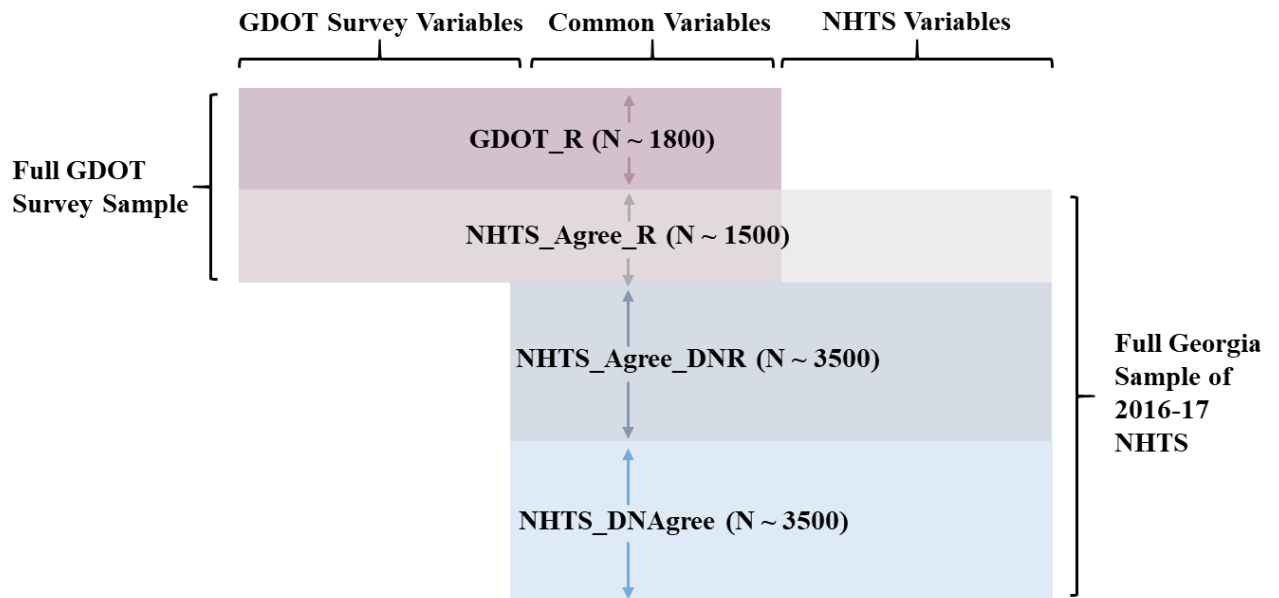 GDOT Survey Variables
Common Variables
NHTS Variables
GDOT_R (N ~ 1800)
Full GDOT
Survey Sample
NHTS_Agree_R (N ~ 1500)
NHTS_Agree_DNR (N ~ 3500)
Full Georgia
Sample of
2016-17
NHTS
NHTS_DNAgree (N ~ 3500)